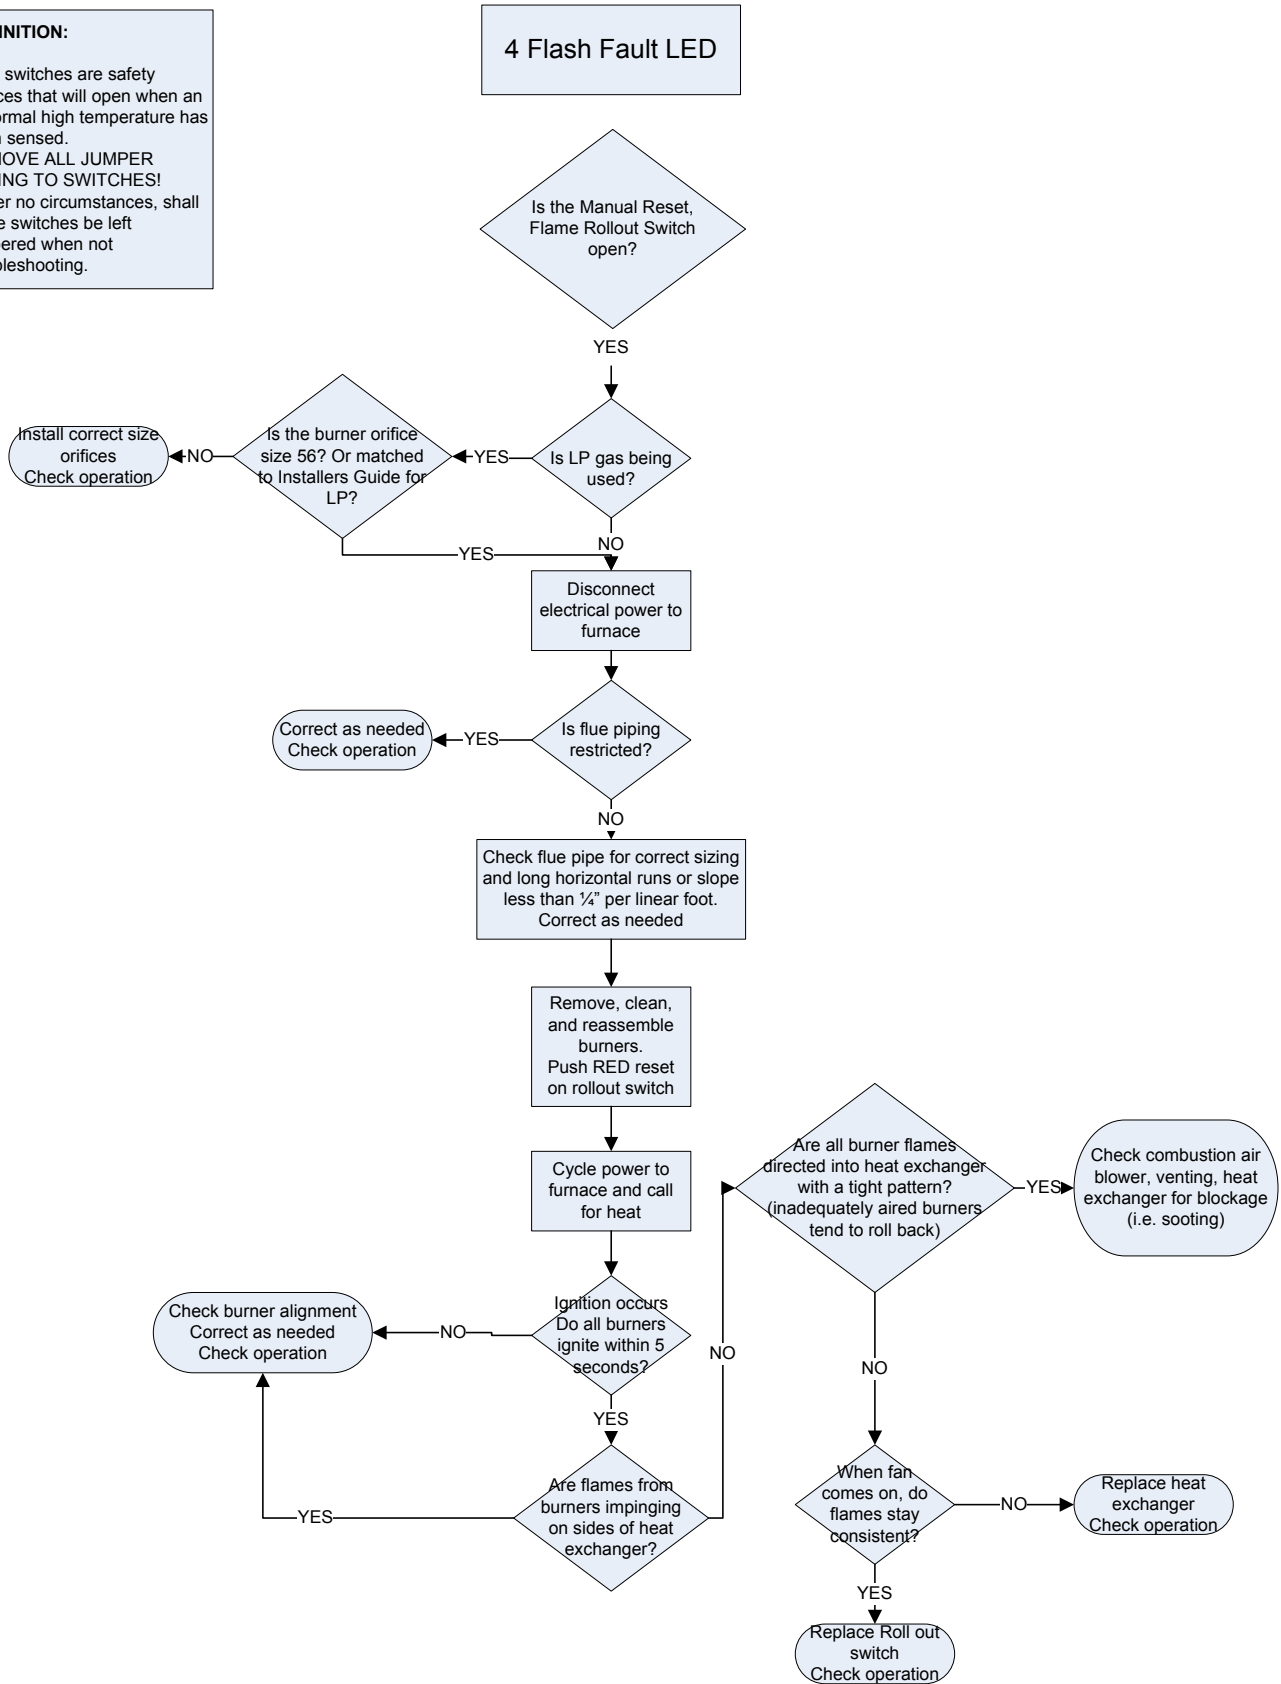 4 Flash Fault LED
INITION:
switches are safety
ces that will open when an
ormal high temperature has
sensed.
OVE ALL JUMPER
ING TO SWITCHES!
er no circumstances, shall
e switches be left
pered when not
bleshooting.
Is the Manual Reset,
Flame Rollout Switch
open?
YES
Is LP gas being
used?
YES
Is the burner orifice
size 56? Or matched
to Installers Guide for
LP?
NO
Install correct size
orifices
Check operation
YES
NO
Disconnect
electrical power to
furnace
Is flue piping
restricted?
YES
Correct as needed
Check operation
NO
Check flue pipe for correct sizing
and long horizontal runs or slope
less than ¼” per linear foot.
Correct as needed
Remove, clean,
and reassemble
burners.
Push RED reset
on rollout switch
Cycle power to
furnace and call
for heat
Ignition occurs
Do all burners
ignite within 5
seconds?
NO
Check burner alignment
Correct as needed
Check operation
YES
Are flames from
burners impinging
on sides of heat
exchanger?
YES
NO
Are all burner flames
directed into heat exchanger
with a tight pattern?
(inadequately aired burners
tend to roll back)
YES
Check combustion air
blower, venting, heat
exchanger for blockage
(i.e. sooting)
NO
When fan
comes on, do
flames stay
consistent?
NO
Replace heat
exchanger
Check operation
YES
Replace Roll out
switch
Check operation